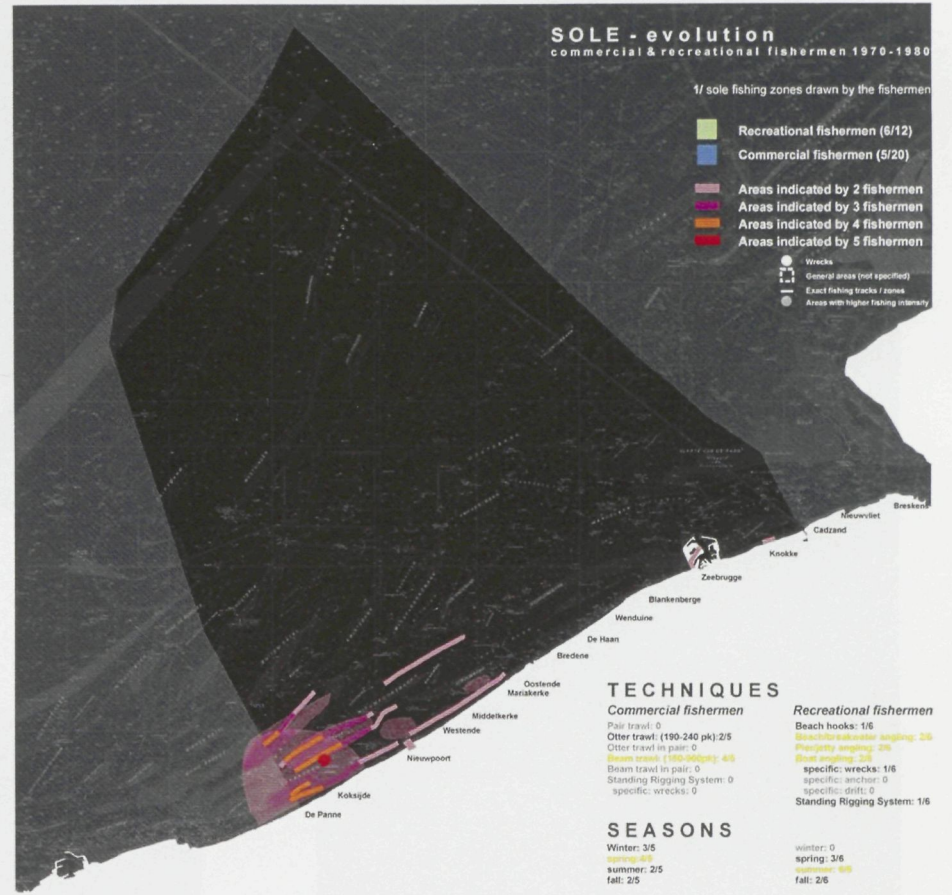 SOLE - evolution
commercial & recreational fishermen 1970-1980
1/ sole fishing zones drawn by the fishermen
Recreational fishermen (6/12)
Commercial fishermen (5/20)
Areas indicated by 2 fishermen
Areas indicated by 3 fishermen
Areas indicated by 4 fishermen
Areas indicated by 5 fishermen
Wrecks
General areas (not specified)
Exact fishing tracks / zones
Areas with higher fishing intensity
Breskens
Nieuwvliet
Cadzand
Knokke
Zeebrugge
Blankenberge
Wenduine
De Haan
Bredene
Oostende
Mariakerke
Middelkerke
Westende
Nieuwpoort
Koksijde
De Panne
TECHNIQUES
Commercial fishermen
Pair trawl: 0
Otter trawl: (190-240 pk):2/5
Otter trawl in pair: 0
Beam trawl: 4/5
Beam trawl in pair: 0
Standing Rigging System: 0
specific: wrecks: 0
Recreational fishermen
Beach hooks: 1/6
Beach/breakwater angling: 2/6
Pier/jetty angling: 2/6
Boat angling: 2/6
specific: wrecks: 1/6
specific: anchor: 0
specific: drift: 0
Standing Rigging System: 1/6
SEASONS
Winter: 3/5
spring:4/5
summer: 2/5
fall: 2/5
winter: 0
spring: 3/6
summer: 6/6
fall: 2/6